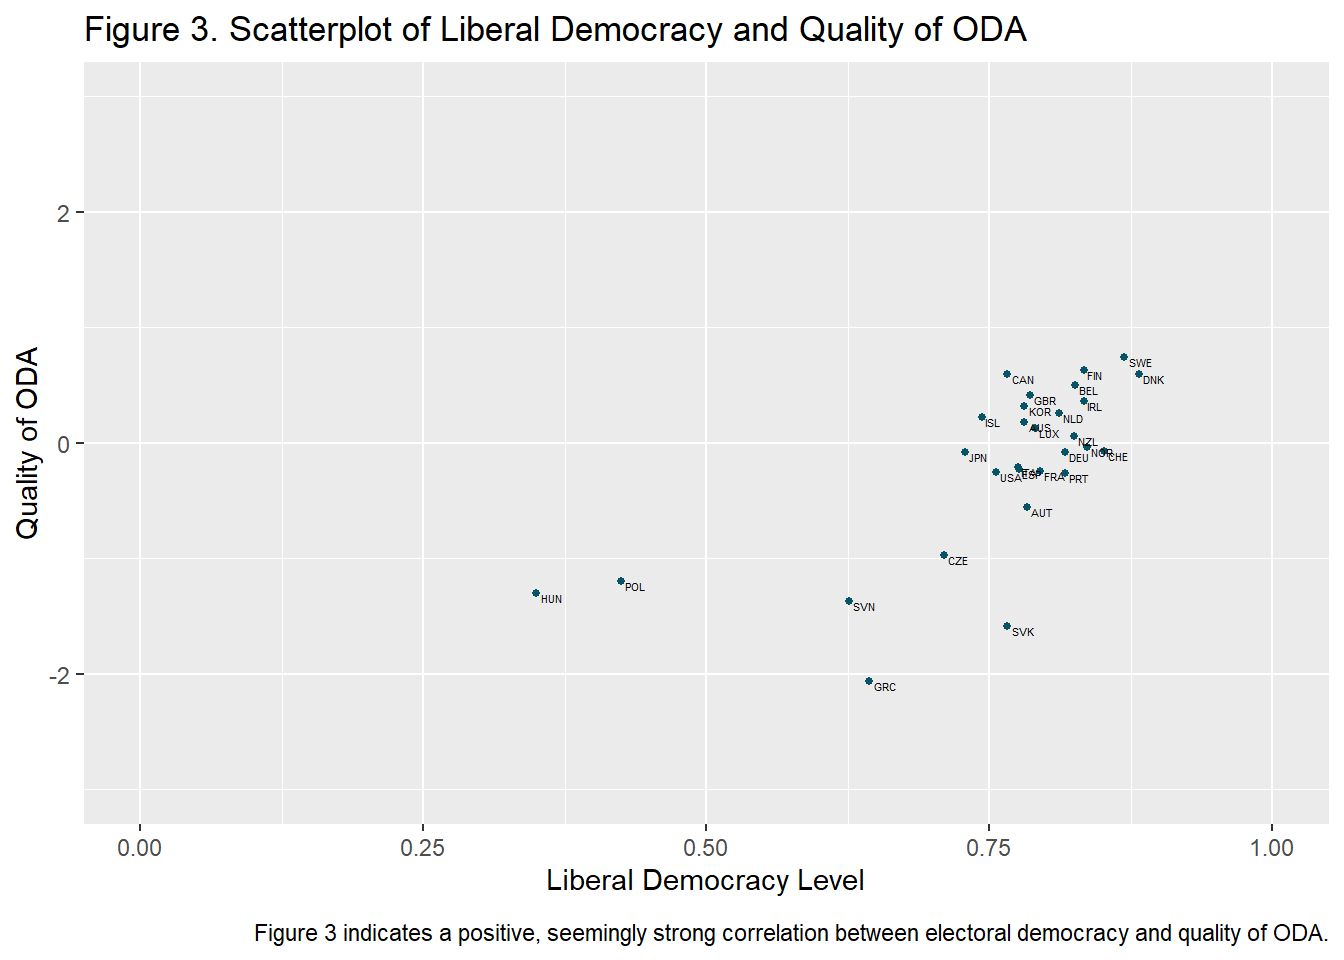 Figure 3. Scatterplot of Liberal Democracy and Quality of ODA
Quality of ODA
2
0
-2
SWE
FIN
CAN
DNK
BEL
GBR
IRL
KOR
NLD
ISL
AUS
LUX
NZL
NOR
CHE
JPN
DEU
USA
ESP
FRA
PRT
AUT
CZE
POL
HUN
SVN
SVK
GRC
0.00
0.25
0.50
0.75
1.00
Liberal Democracy Level
Figure 3 indicates a positive, seemingly strong correlation between electoral democracy and quality of ODA.